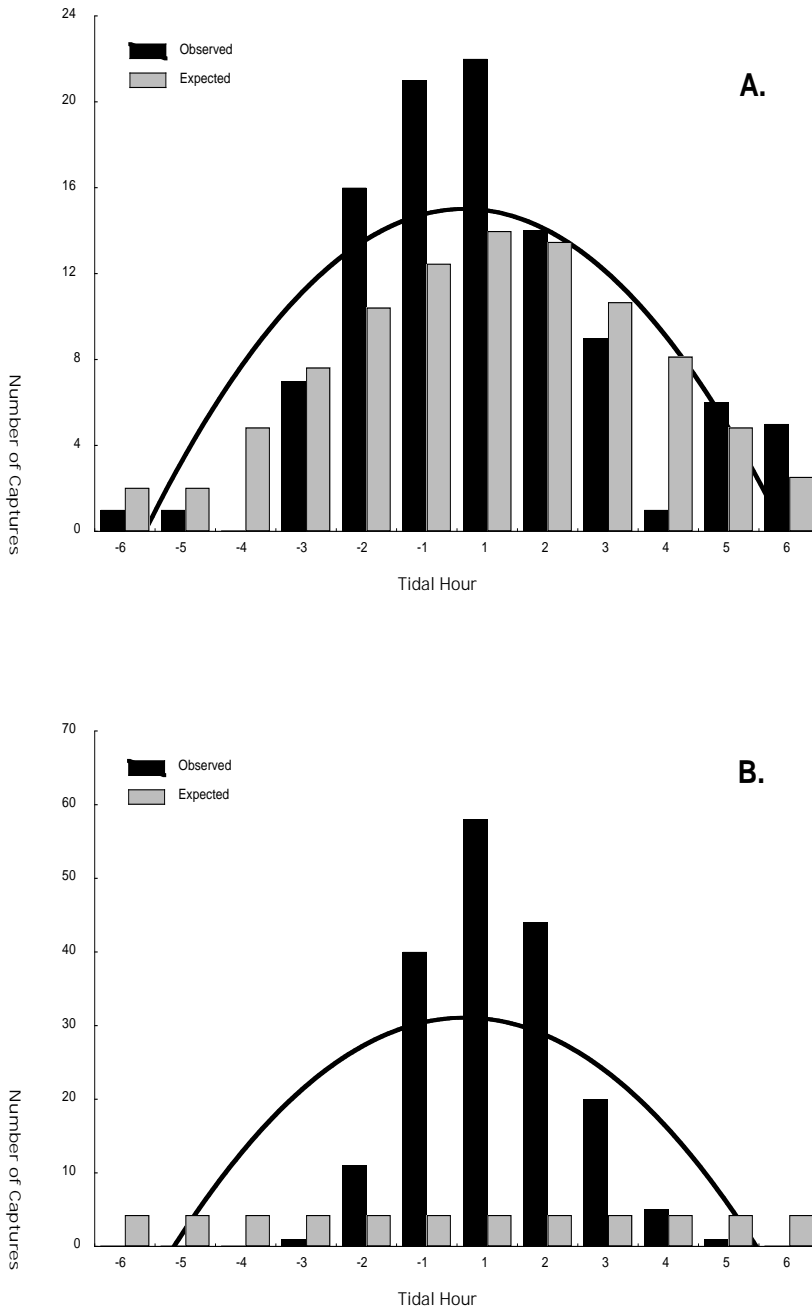 24
20
16
12
8
4
0
Observed
Expected
A.
Number of Captures
-6 -5 -4 -3 -2 -1 1 2 3 4 5 6
Tidal Hour
70
60
50
40
30
20
10
0
Observed
Expected
B.
Number of Captures
-6 -5 -4 -3 -2 -1 1 2 3 4 5 6
Tidal Hour